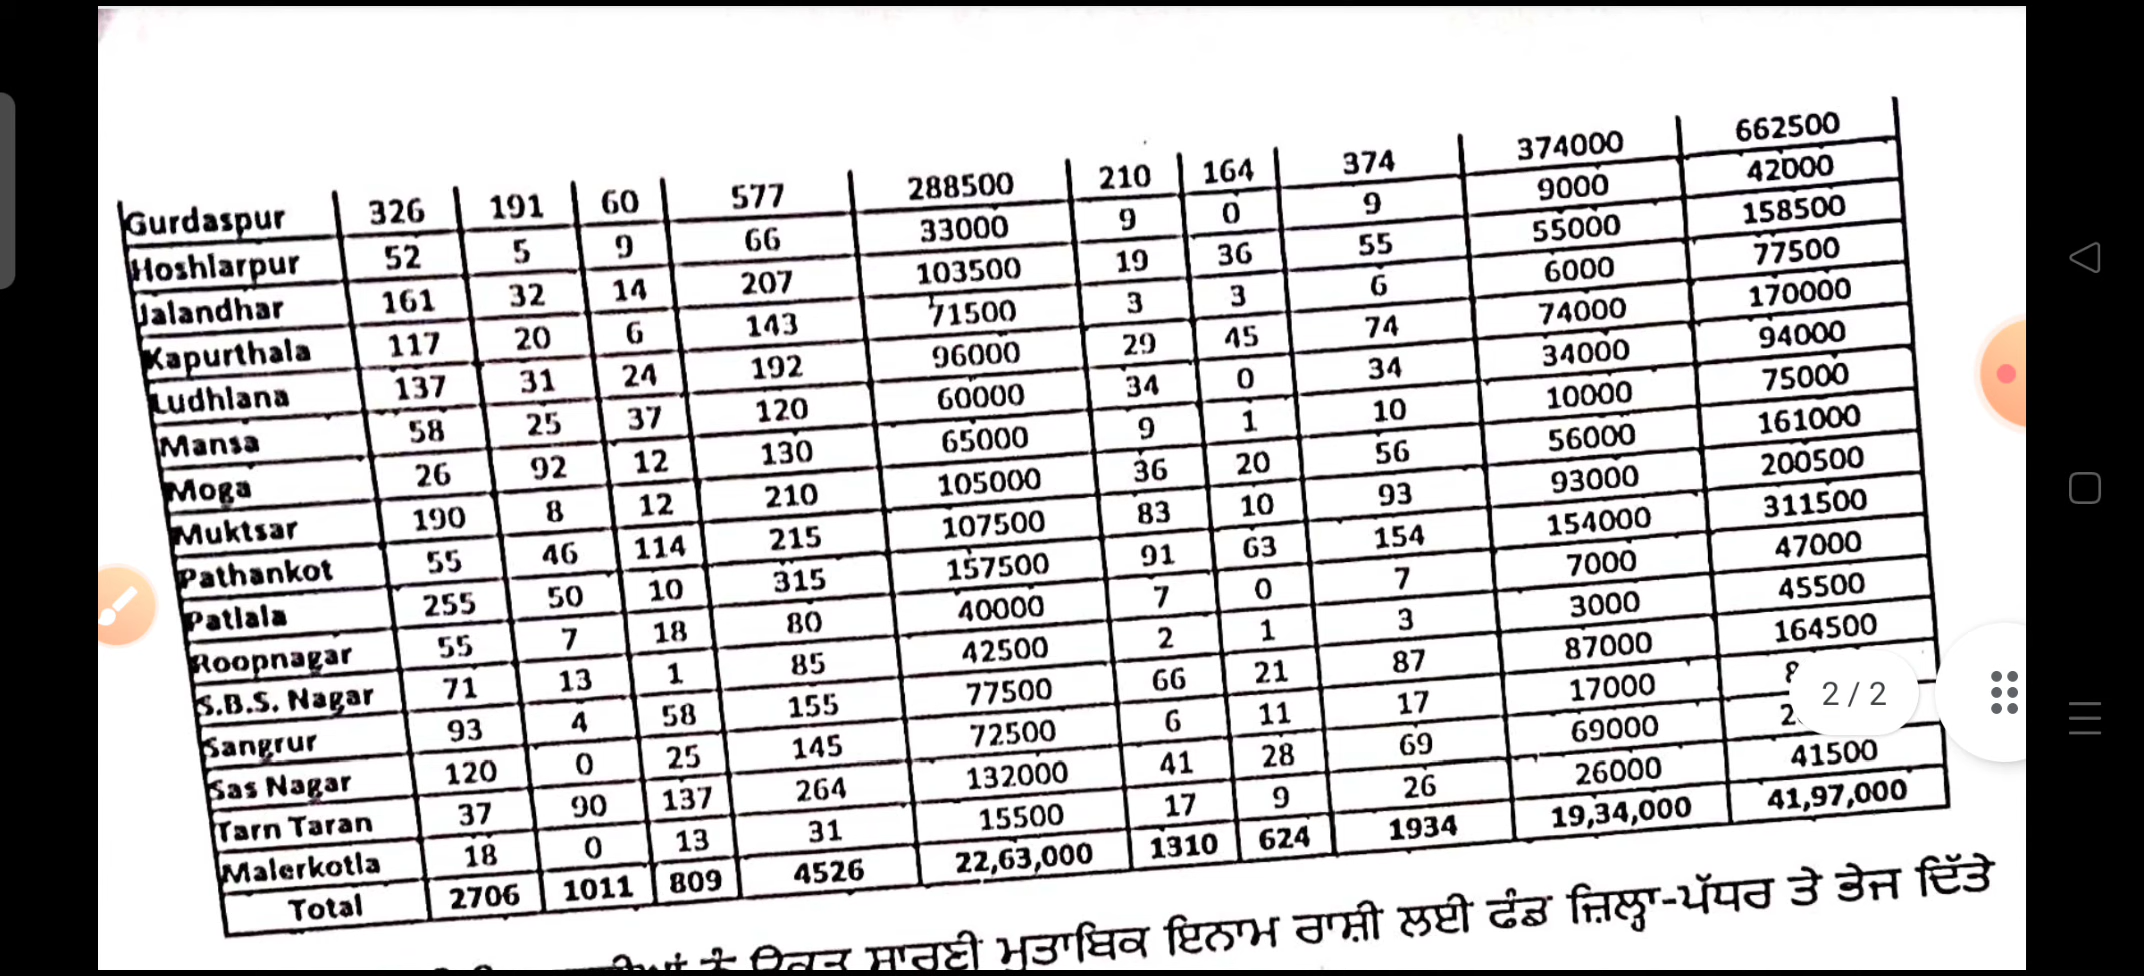 Gurdaspur 326 191 60 577 288500 210 164 374 374000 662500
Hoshlarpur 52 5 9 66 33000 9 0 9 9000 42000
Jalandhar 161 32 14 207 103500 19 36 55 55000 158500
Kapurthala 117 20 6 143 71500 3 3 6 6000 77500
Ludhlana 137 31 24 192 96000 29 45 74 74000 170000
Mansa 58 25 37 120 60000 34 0 34 34000 94000
Moga 26 92 12 130 65000 9 1 10 10000 75000
Muktsar 190 8 12 210 105000 36 20 56 56000 161000
Pathankot 55 46 114 215 107500 83 10 93 93000 200500
Patlala 255 50 10 315 157500 91 63 154 154000 311500
Roopnagar 55 7 18 80 40000 7 0 7 7000 47000
S.B.S. Nagar 71 13 1 85 42500 2 1 3 3000 45500
Sangrur 93 4 58 155 77500 66 21 87 87000 164500
Sas Nagar 120 0 25 145 72500 6 11 17 17000
Tarn Taran 37 90 137 264 132000 41 28 69 69000
Malerkotla 18 0 13 31 15500 17 9 26 26000 41500
Total 2706 1011 809 4526 22,63,000 1310 624 1934 19,34,000 41,97,000
ਨੂੰ ਉਕਤ ਸਾਰਣੀ ਮੁਤਾਬਿਕ ਇਨਾਮ ਰਾਸ਼ੀ ਲਈ ਫੰਡ ਜ਼ਿਲ੍ਹਾ-ਪੱਧਰ ਤੇ ਭੇਜ ਦਿੱਤੇ
2 / 2